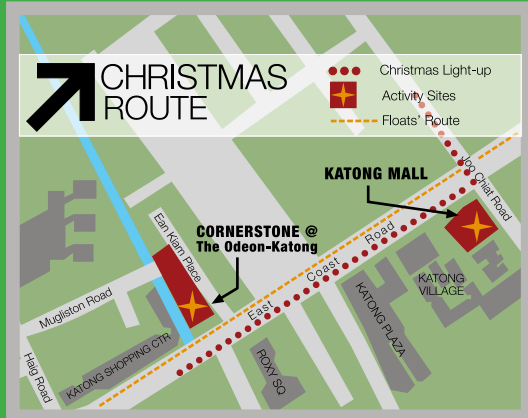 CHRISTMAS
ROUTE
Christmas Light-up
Activity Sites
Floats' Route
Joo Chiat Road
KATONG MALL
Ean Kiam Place
CORNERSTONE @
The Odeon-Katong
East Coast Road
KATONG
VILLAGE
Mugliston Road
KATONG PLAZA
Haig Road
KATONG SHOPPING CTR
ROXY SQ